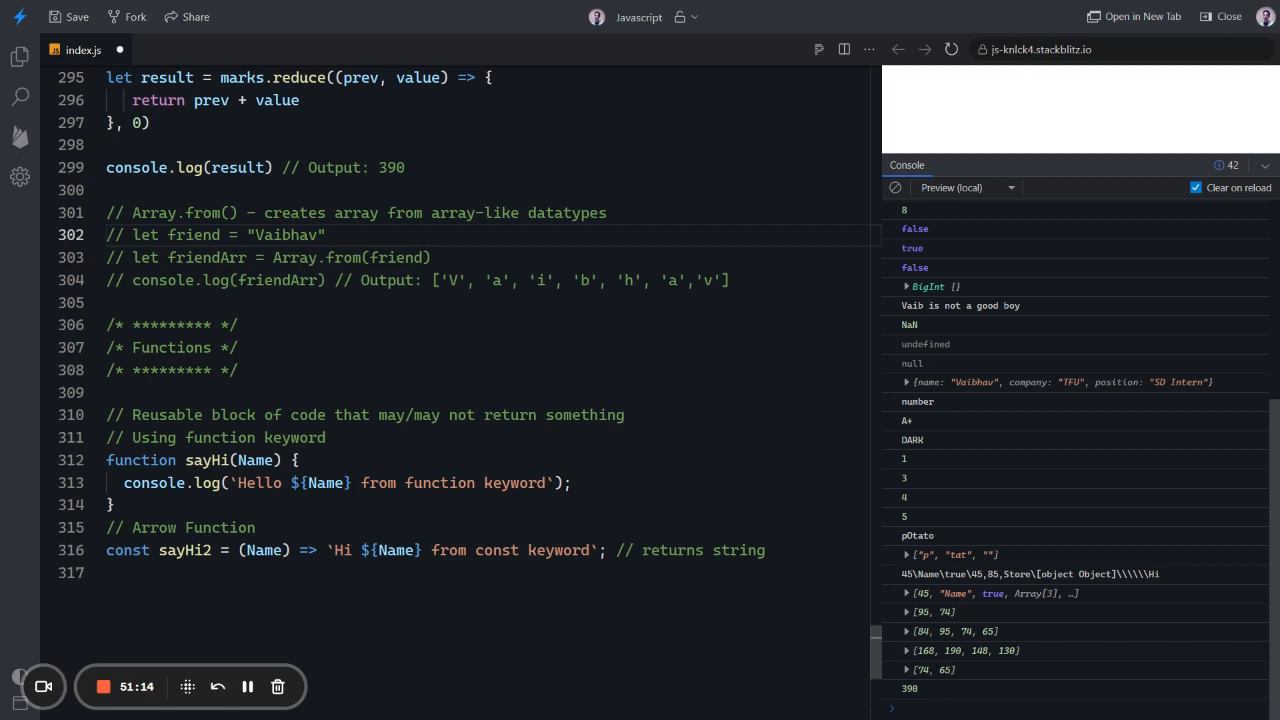 Save Fork Share Javascript Open in New Tab Close
JS index.js js-knlck4.stackblitz.io
295 let result = marks.reduce((prev, value) => {
296 return prev + value
297 }, 0)
298
299 console.log(result) // Output: 390
300
301 // Array.from() - creates array from array-like datatypes
302 // let friend = "Vaibhav"
303 // let friendArr = Array.from(friend)
304 // console.log(friendArr) // Output: ['V', 'a', 'i', 'b', 'h', 'a','v']
305
306 /* ********* */
307 /* Functions */
308 /* ********* */
309
310 // Reusable block of code that may/may not return something
311 // Using function keyword
312 function sayHi(Name) {
313 console.log(`Hello ${Name} from function keyword`);
314 }
315 // Arrow Function
316 const sayHi2 = (Name) => `Hi ${Name} from const keyword`; // returns string
317
Console 42
Preview (local) Clear on reload
8
false
true
false
BigInt {}
Vaib is not a good boy
NaN
undefined
null
{name: "Vaibhav", company: "TFU", position: "SD Intern"}
number
A+
DARK
1
3
4
5
pOtato
["p", "tat", ""]
45\Name\true\45,85,Store\[object Object]\\\\\\Hi
[45, "Name", true, Array[3], …]
[95, 74]
[84, 95, 74, 65]
[168, 190, 148, 130]
[74, 65]
390
51:14